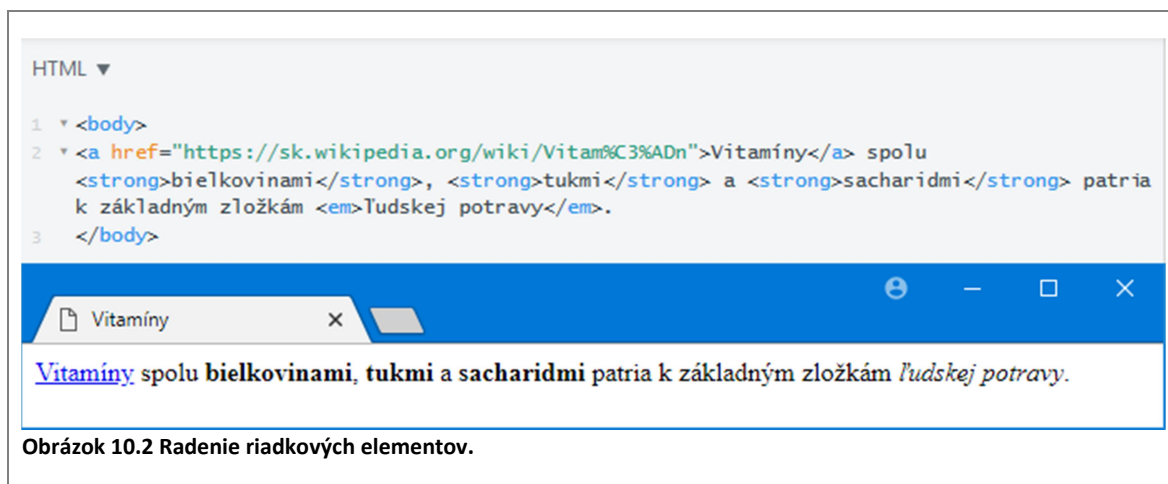 HTML ▼
1 ▾ <body>
2 ▾ <a href="https://sk.wikipedia.org/wiki/Vitam%C3%ADn">Vitamíny</a> spolu
<strong>bielkovinami</strong>, <strong>tukmi</strong> a <strong>sacharidmi</strong> patria
k základným zložkám <em>ľudskej potravy</em>.
3 </body>
Vitamíny
Vitamíny spolu bielkovinami, tukmi a sacharidmi patria k základným zložkám ľudskej potravy.
Obrázok 10.2 Radenie riadkových elementov.